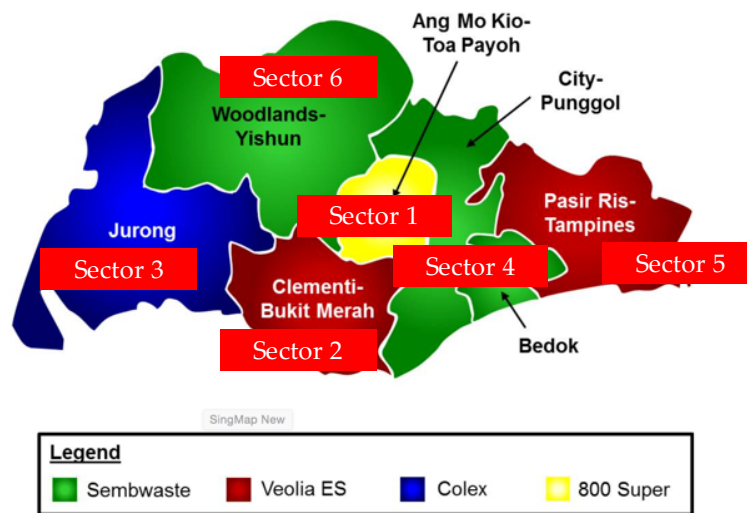 Ang Mo Kio-
Toa Payoh
Sector 6
City-
Punggol
Woodlands-
Yishun
Pasir Ris-
Tampines
Sector 1
Jurong
Sector 3
Sector 4
Sector 5
Clementi-
Bukit Merah
Sector 2
Bedok
SingMap New
Legend
Sembwaste
Veolia ES
Colex
800 Super